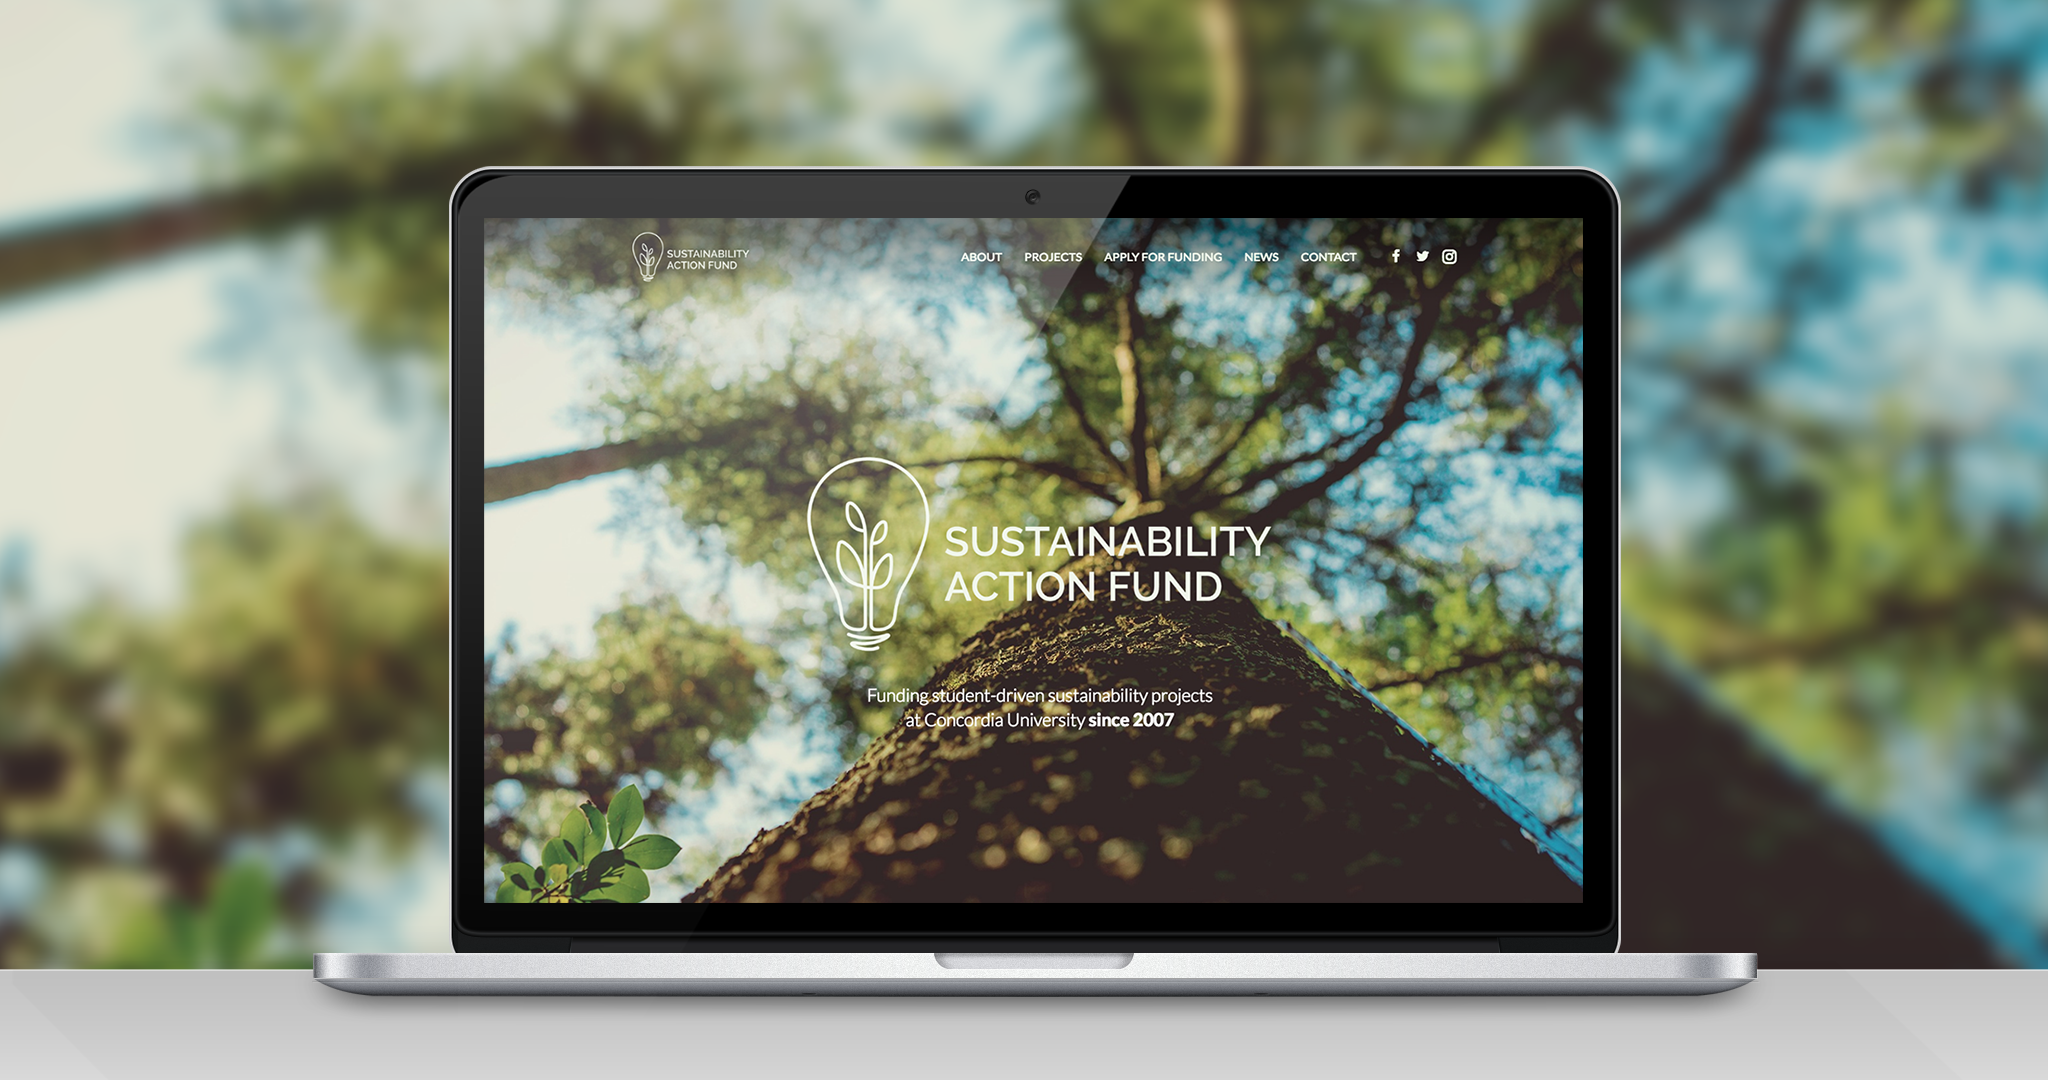 SUSTAINABILITY
ACTION FUND
ABOUT PROJECTS APPLY FOR FUNDING NEWS CONTACT
SUSTAINABILITY
ACTION FUND
Funding student-driven sustainability projects
at Concordia University since 2007